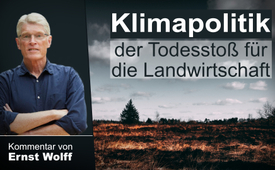 Klimapolitik
der Todesstoß für
die Landwirtschaft
Kommentar von
Ernst Wolff